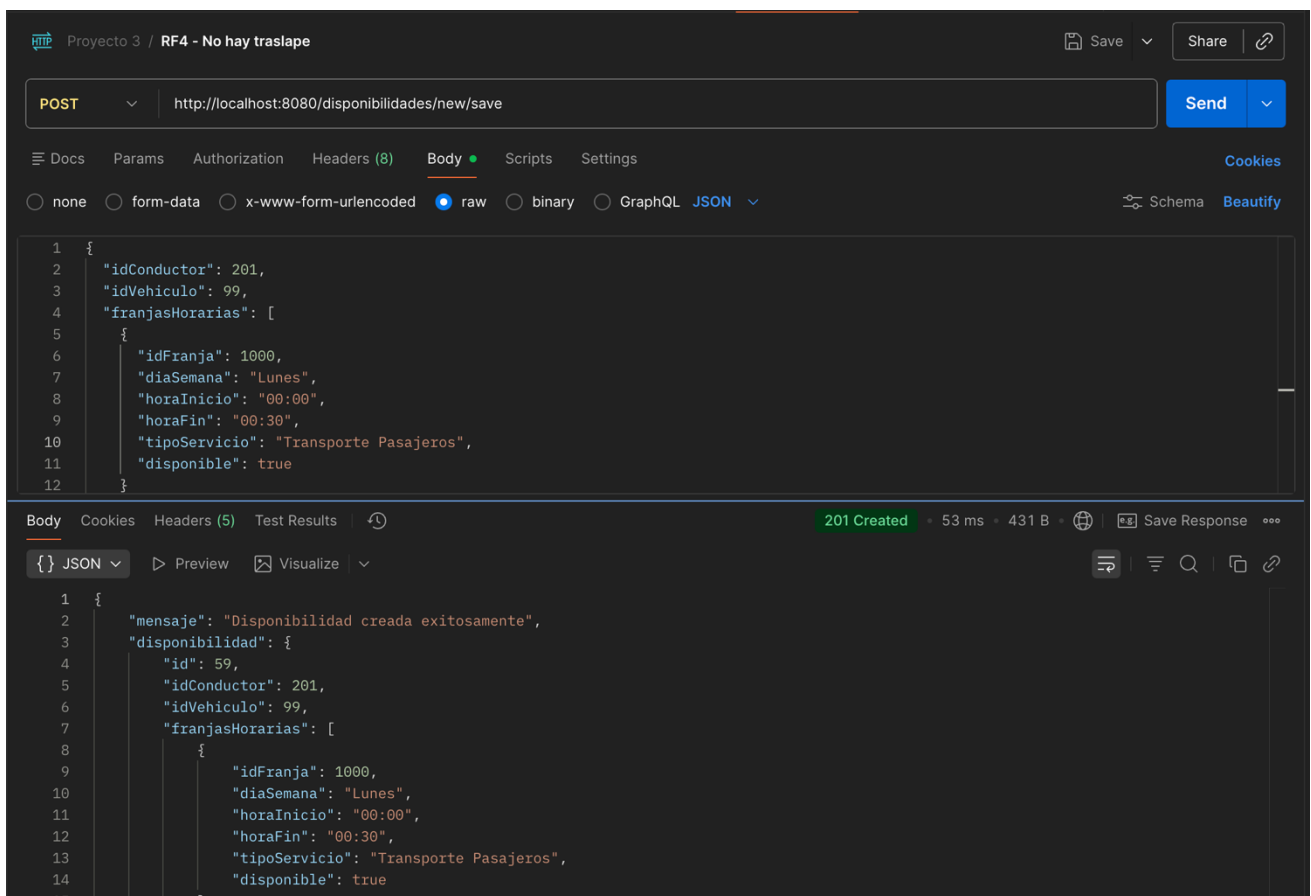 HTTP Proyecto 3 / RF4 - No hay traslape Save Share
POST http://localhost:8080/disponibilidades/new/save Send
Docs Params Authorization Headers (8) Body Scripts Settings Cookies
none form-data x-www-form-urlencoded raw binary GraphQL JSON Schema Beautify
1 {
2 "idConductor": 201,
3 "idVehiculo": 99,
4 "franjasHorarias": [
5 {
6 "idFranja": 1000,
7 "diaSemana": "Lunes",
8 "horaInicio": "00:00",
9 "horaFin": "00:30",
10 "tipoServicio": "Transporte Pasajeros",
11 "disponible": true
12 }
Body Cookies Headers (5) Test Results 201 Created • 53 ms • 431 B • e.g. Save Response
{} JSON Preview Visualize
1 {
2 "mensaje": "Disponibilidad creada exitosamente",
3 "disponibilidad": {
4 "id": 59,
5 "idConductor": 201,
6 "idVehiculo": 99,
7 "franjasHorarias": [
8 {
9 "idFranja": 1000,
10 "diaSemana": "Lunes",
11 "horaInicio": "00:00",
12 "horaFin": "00:30",
13 "tipoServicio": "Transporte Pasajeros",
14 "disponible": true